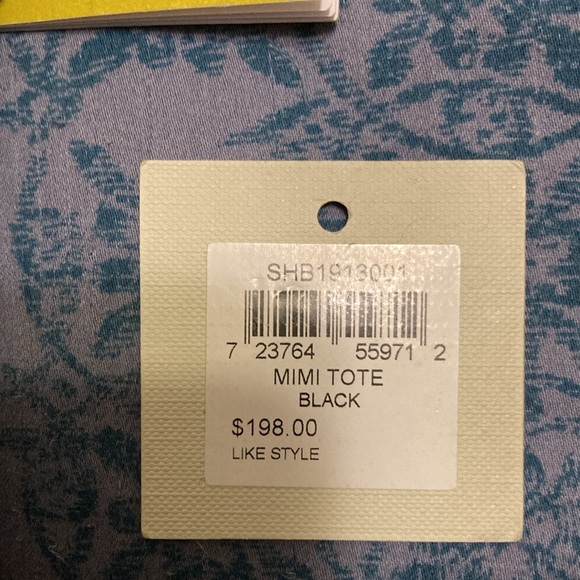 SHB1913001
7 23764 55971 2
MIMI TOTE
BLACK
$198.00
LIKE STYLE